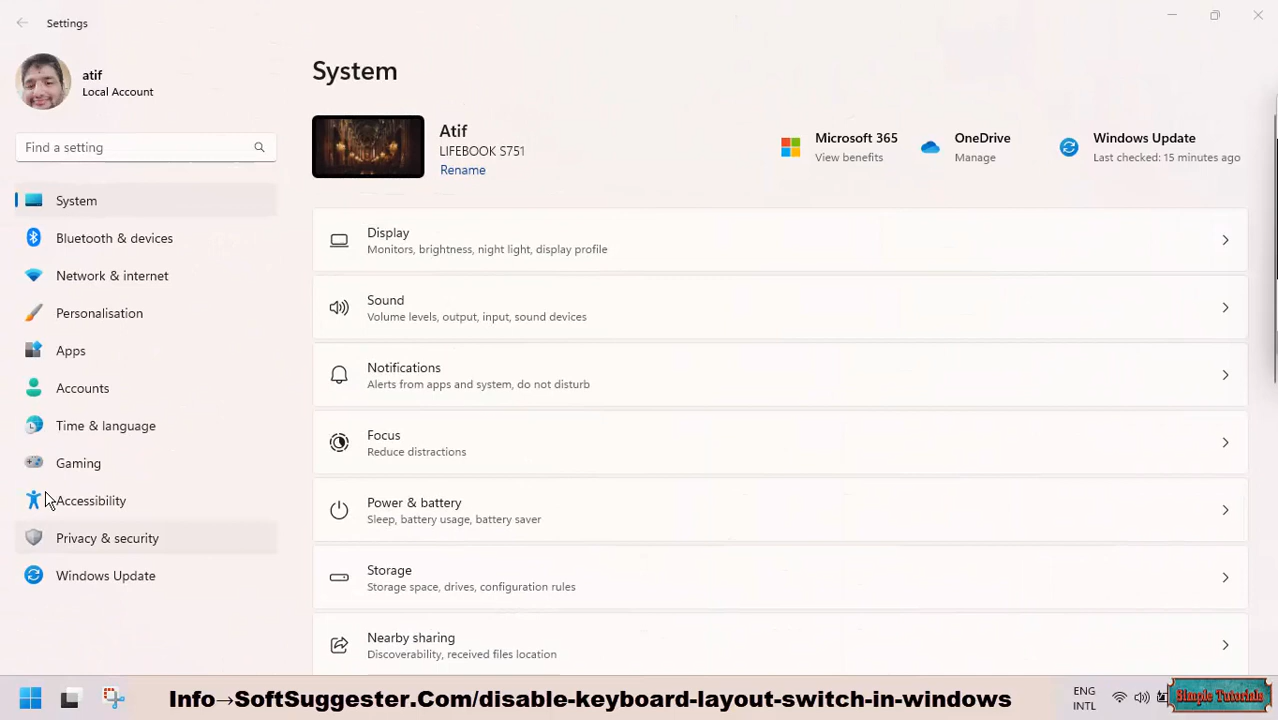 Settings
atif
Local Account
Find a setting
System
Bluetooth & devices
Network & internet
Personalisation
Apps
Accounts
Time & language
Gaming
Accessibility
Privacy & security
Windows Update
System
Atif
LIFEBOOK S751
Rename
Microsoft 365
View benefits
OneDrive
Manage
Windows Update
Last checked: 15 minutes ago
Display
Monitors, brightness, night light, display profile
Sound
Volume levels, output, input, sound devices
Notifications
Alerts from apps and system, do not disturb
Focus
Reduce distractions
Power & battery
Sleep, battery usage, battery saver
Storage
Storage space, drives, configuration rules
Nearby sharing
Discoverability, received files location
Info→SoftSuggester.Com/disable-keyboard-layout-switch-in-windows
ENG
INTL
Simple Tutorials